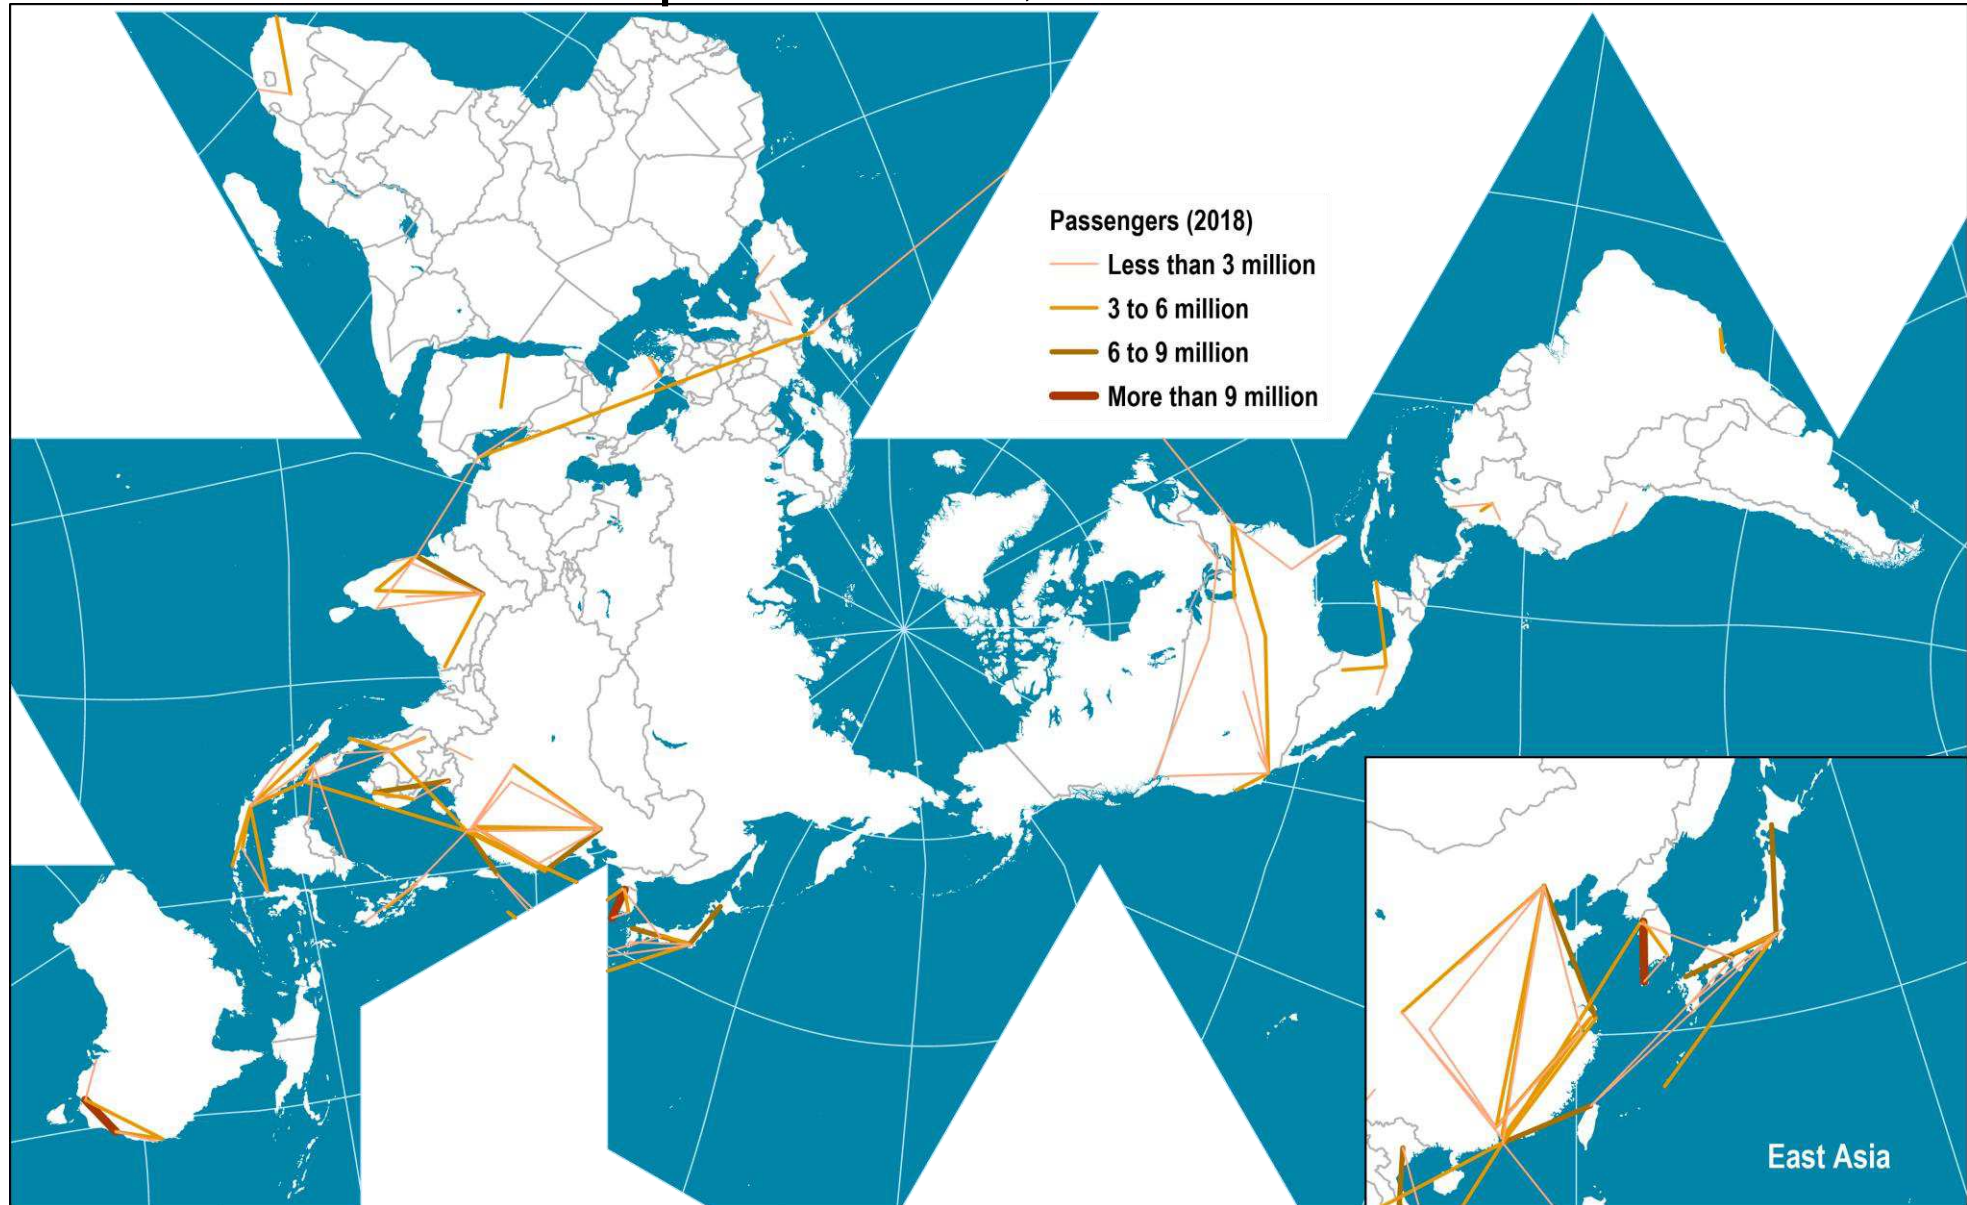 Passengers (2018)
Less than 3 million
3 to 6 million
6 to 9 million
More than 9 million
East Asia